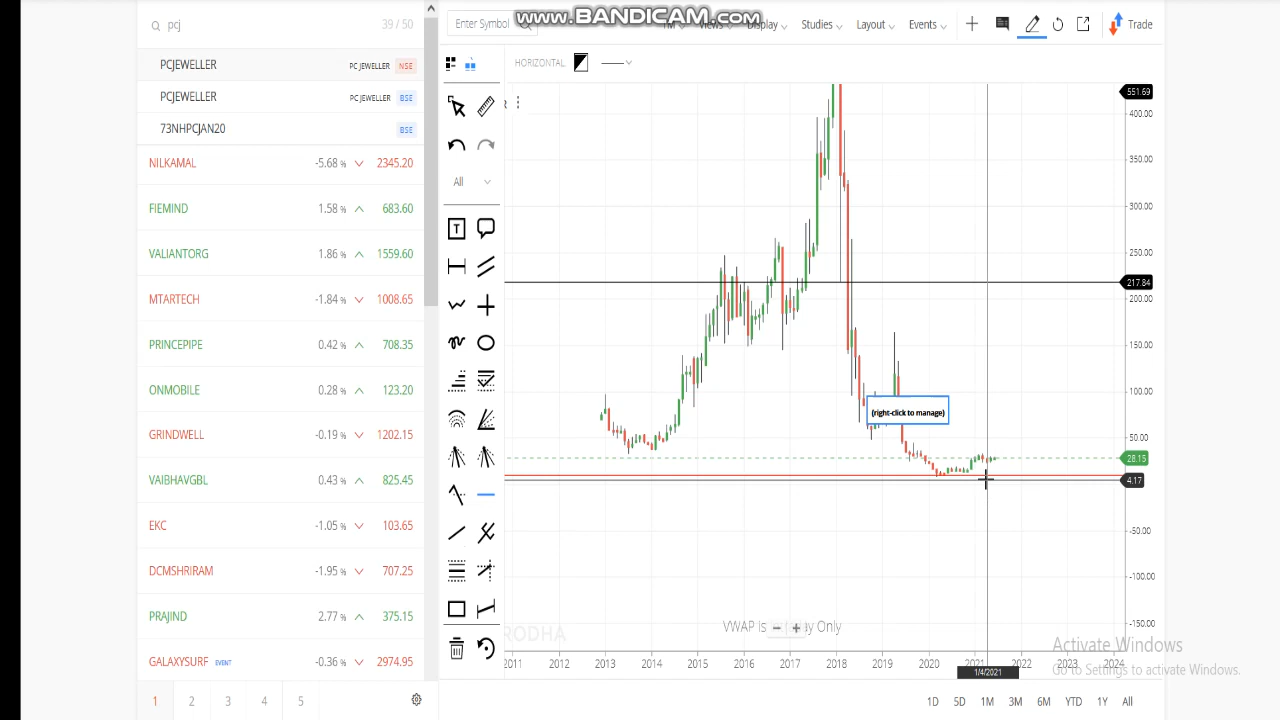 www.BANDICAM.com
pcj
39 / 50
PCJEWELLER PC JEWELLER NSE
PCJEWELLER PC JEWELLER BSE
73NHPCJAN20 BSE
NILKAMAL -5.68 % 2345.20
FIEMIND 1.58 % 683.60
VALIANTORG 1.86 % 1559.60
MTARTECH -1.84 % 1008.65
PRINCEPIPE 0.42 % 708.35
ONMOBILE 0.28 % 123.20
GRINDWELL -0.19 % 1202.15
VAIBHAVGBL 0.43 % 825.45
EKC -1.05 % 103.65
DCMSHRIRAM -1.95 % 707.25
PRAJIND 2.77 % 375.15
GALAXYSURF EVENT -0.36 % 2974.95
1 2 3 4 5
Enter Symbol
1M Views Display Studies Layout Events Trade
HORIZONTAL
All
T
551.69
400.00
350.00
300.00
250.00
217.84
200.00
150.00
100.00
(right-click to manage)
50.00
28.15
4.17
-50.00
-100.00
-150.00
RODHA
VWAP is
ay Only
2011 2012 2013 2014 2015 2016 2017 2018 2019 2020 2021 2022 2023 2024
1/4/2021
Activate Windows
Go to Settings to activate Windows.
1D 5D 1M 3M 6M YTD 1Y All